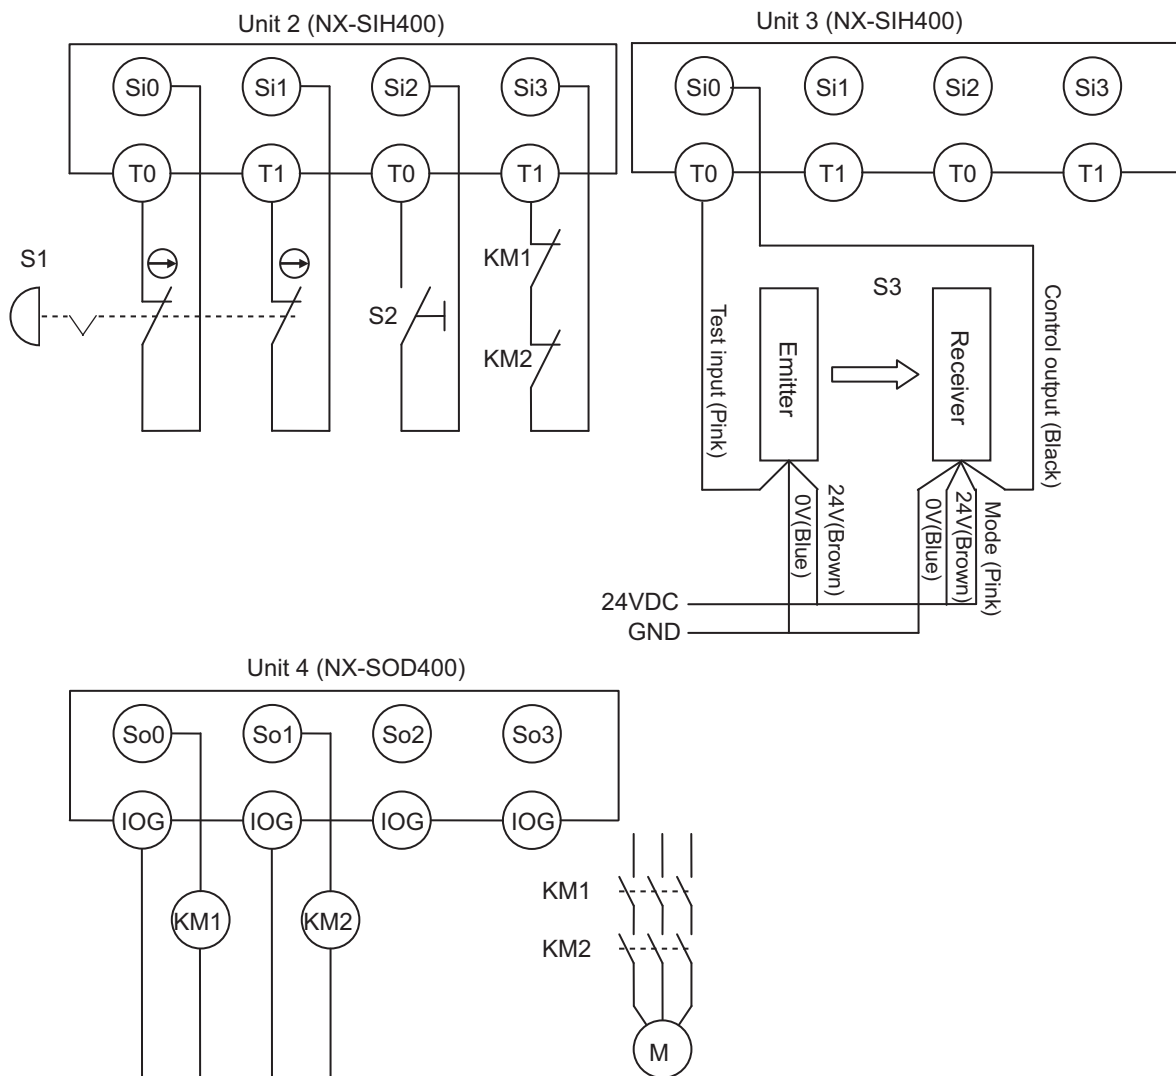 Unit 2 (NX-SIH400)
Si0 Si1 Si2 Si3
T0 T1 T0 T1
S1
S2
KM1
KM2
Unit 3 (NX-SIH400)
Si0 Si1 Si2 Si3
T0 T1 T0 T1
S3
Test input (Pink)
Emitter
Receiver
Control output (Black)
0V(Blue)
24V(Brown)
0V(Blue)
24V(Brown)
Mode (Pink)
24VDC
GND
Unit 4 (NX-SOD400)
So0 So1 So2 So3
IOG IOG IOG IOG
KM1 KM2
KM1
KM2
M